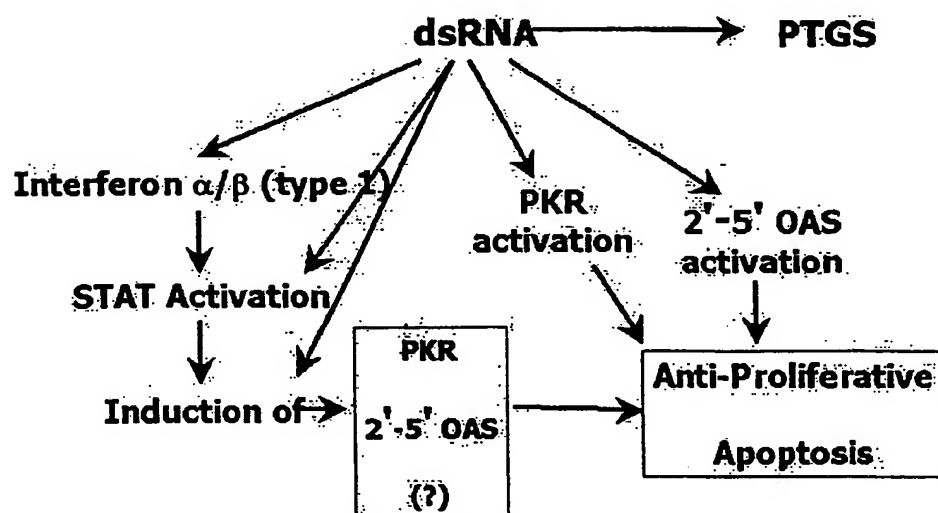 dsRNA
PTGS
Interferon α/β (type 1)
PKR
activation
2'-5' OAS
activation
STAT Activation
Induction of
PKR
2'-5' OAS
(?)
Anti-Proliferative
Apoptosis